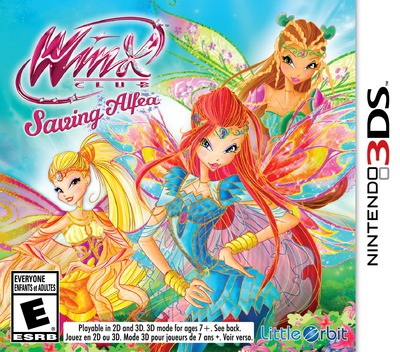 Winx
CLUB
Saving Alfea
NINTENDO 3DS
EVERYONE
ENFANTS et ADULTES
E
ESRB
Playable in 2D and 3D. 3D mode for ages 7+. See back.
Jouez en 2D ou 3D. Mode 3D pour joueurs de 7 ans +. Voir verso.
Little Orbit